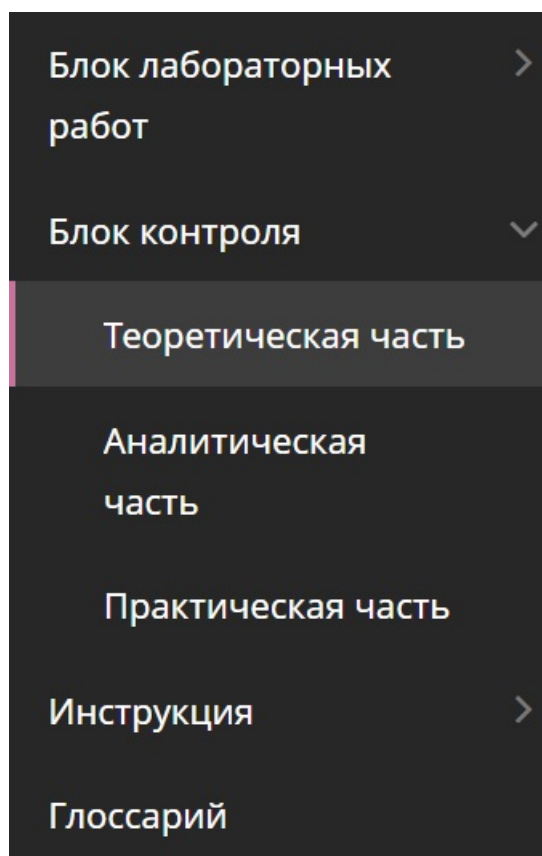 Блок лабораторных
работ
Блок контроля
Теоретическая часть
Аналитическая
часть
Практическая часть
Инструкция
Глоссарий